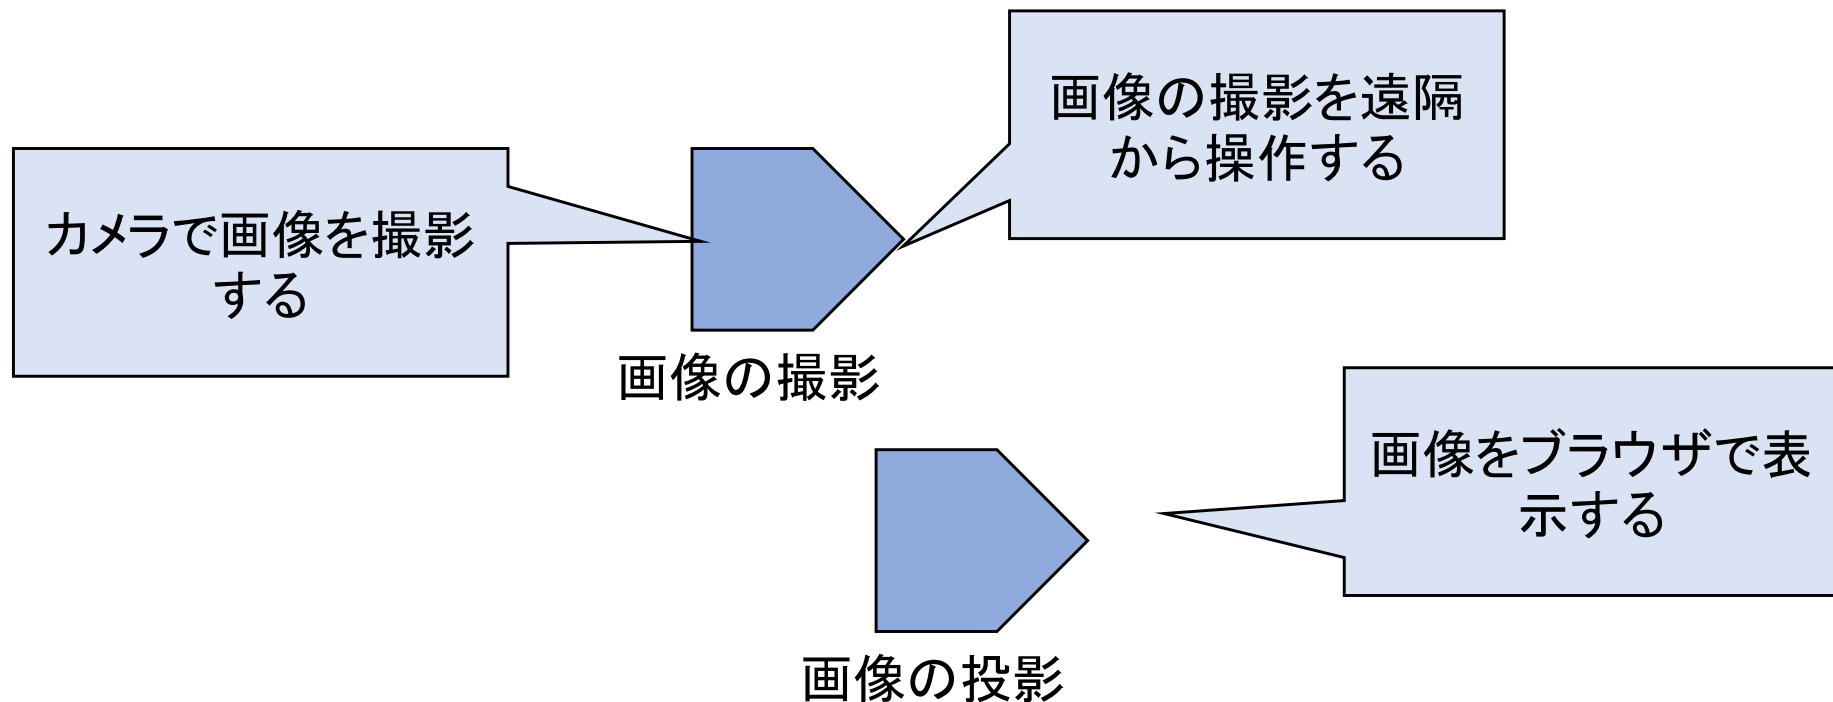 画像の撮影を遠隔
から操作する
カメラで画像を撮影
する
画像の撮影
画像をブラウザで表
示する
画像の投影